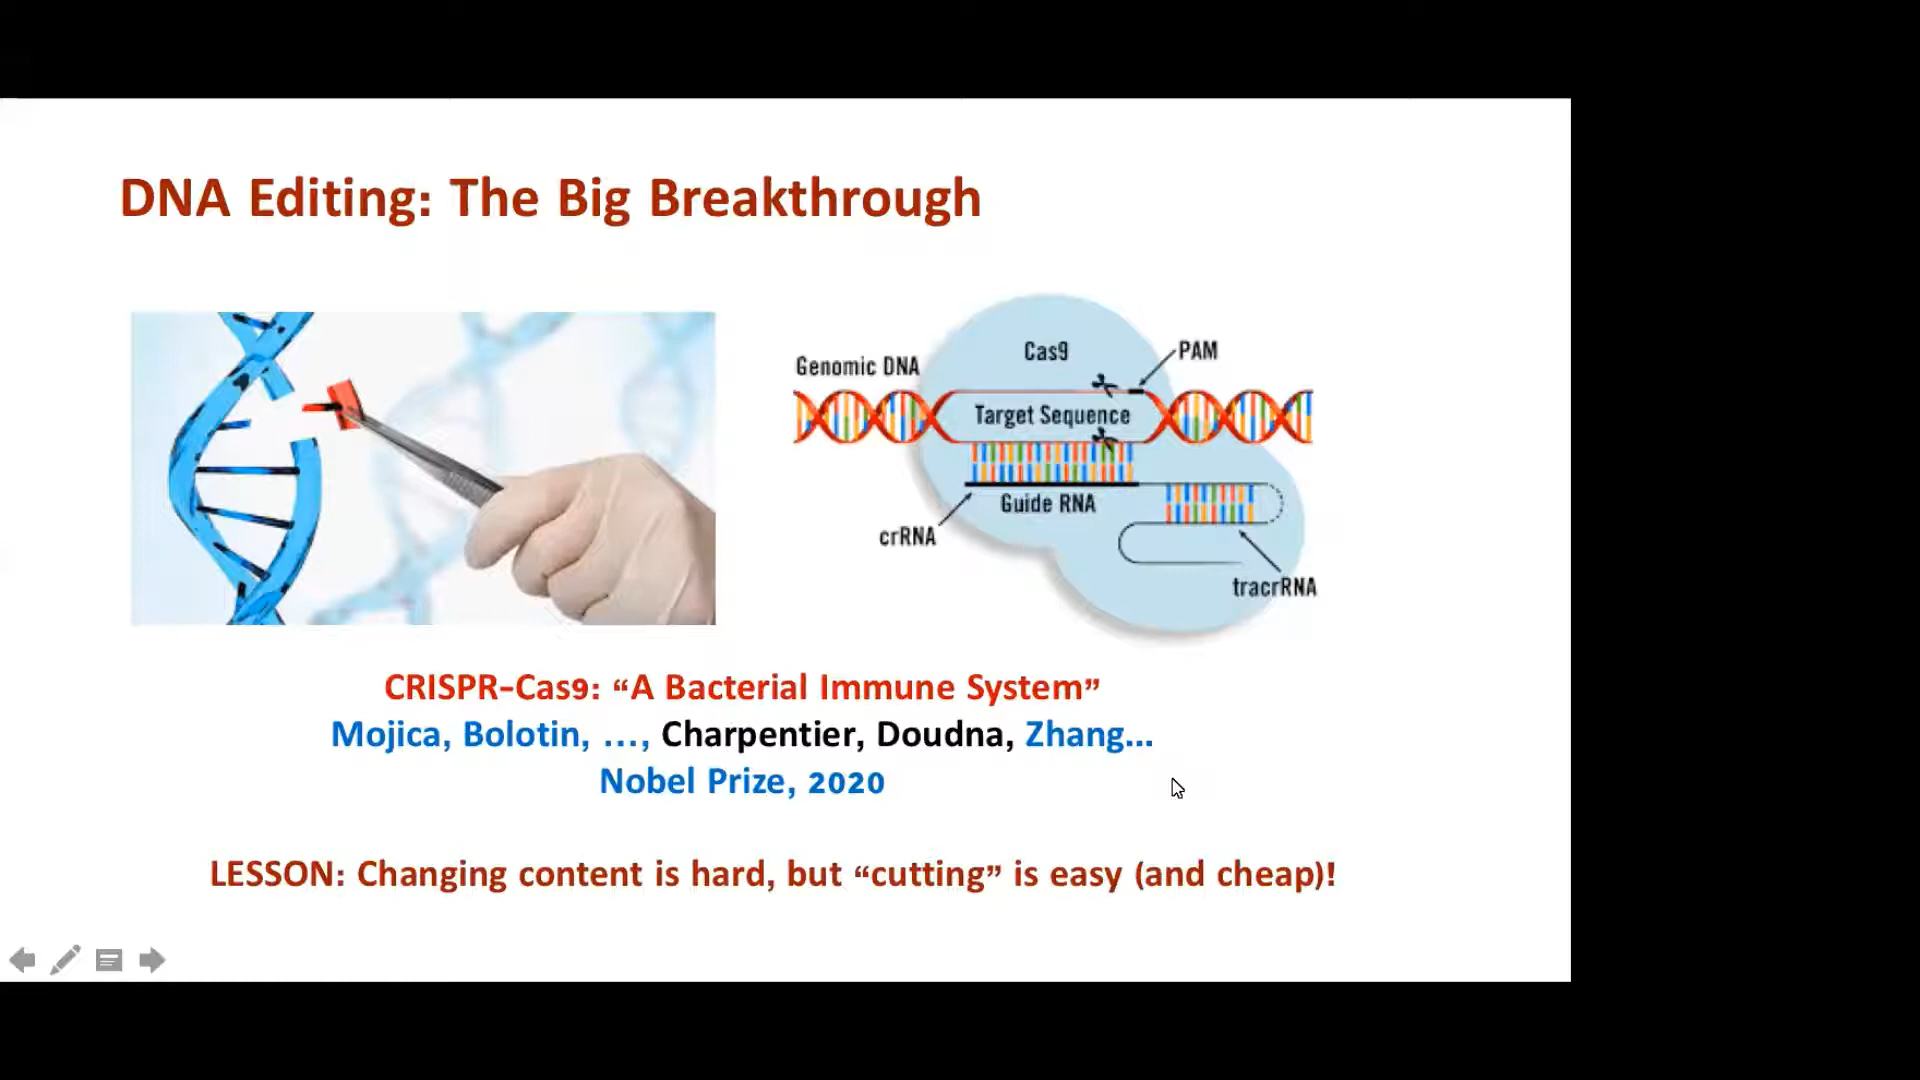 DNA Editing: The Big Breakthrough
Cas9
PAM
Genomic DNA
Target Sequence
Guide RNA
crRNA
tracrRNA
CRISPR-Cas9: “A Bacterial Immune System”
Mojica, Bolotin, …, Charpentier, Doudna, Zhang…
Nobel Prize, 2020
LESSON: Changing content is hard, but “cutting” is easy (and cheap)!